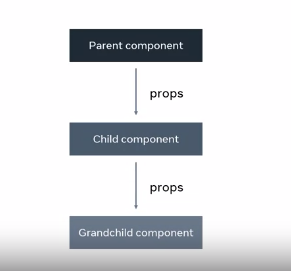 Parent component
props
Child component
props
Grandchild component